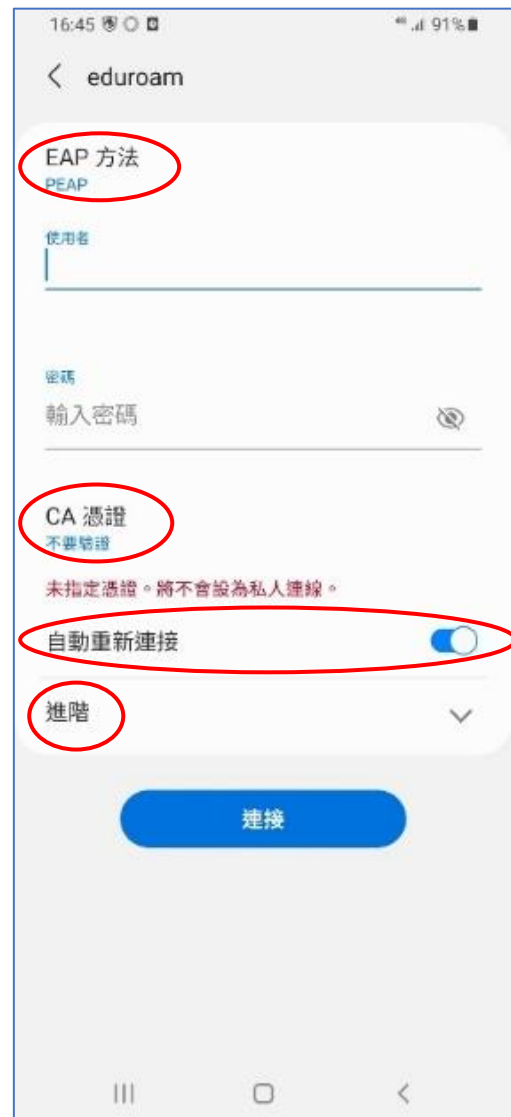 16:45
91%
eduroam
EAP 方法
PEAP
使用者
密碼
輸入密碼
CA 憑證
不要驗證
未指定憑證。將不會設為私人連線。
自動重新連接
進階
連接